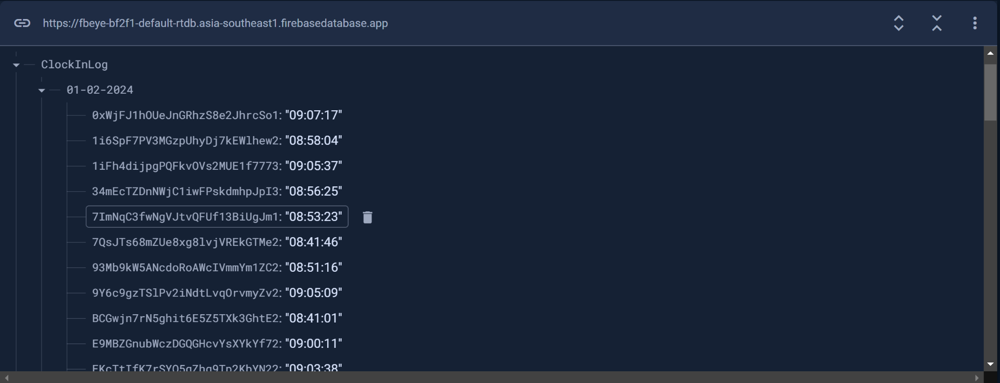 https://fbeye-bf2f1-default-rtdb.asia-southeast1.firebasedatabase.app
ClockInLog
01-02-2024
0xWjFJ1hOUeJnGRhzS8e2JhrcSo1: "09:07:17"
1i6SpF7PV3MGzpUhyDj7kEWlhew2: "08:58:04"
1iFh4dijpgPQFkvOVs2MUE1f7773: "09:05:37"
34mEcTZDnNWjC1iwFPskdmhpJpI3: "08:56:25"
7ImNqC3fwNgVJtvQFUf13BiUgJm1: "08:53:23"
7QsJTs68mZUe8xg8lvjVREkGTMe2: "08:41:46"
93Mb9kW5ANcdoRoAWcIVmmYm1ZC2: "08:51:16"
9Y6c9gzTSlPv2iNdtLvqOrvmyZv2: "09:05:09"
BCGwjn7rN5ghit6E5Z5TXk3GhtE2: "08:41:01"
E9MBZGnubWczDGQGHcvYsXYkYf72: "09:00:11"
"09:03:38"